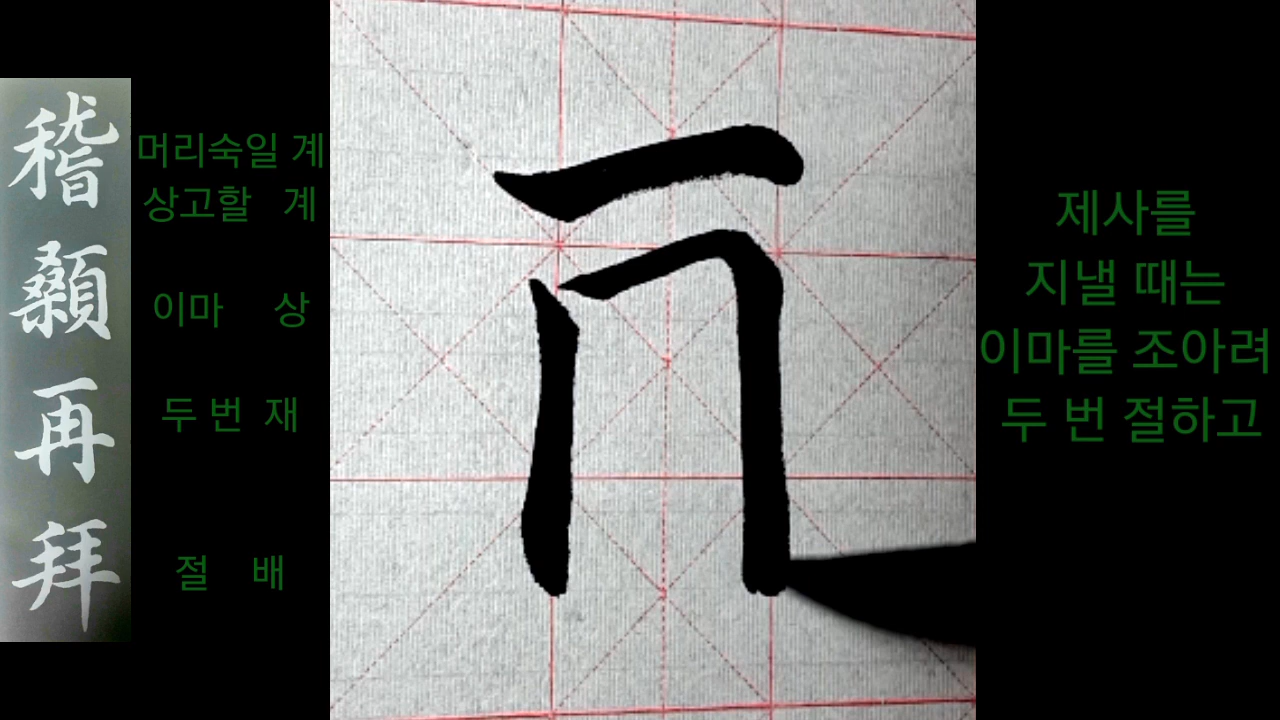 稽
顙
再
拜
머리숙일 계
상고할 계
이마 상
두 번 재
절 배
제사를
지낼 때는
이마를 조아려
두 번 절하고